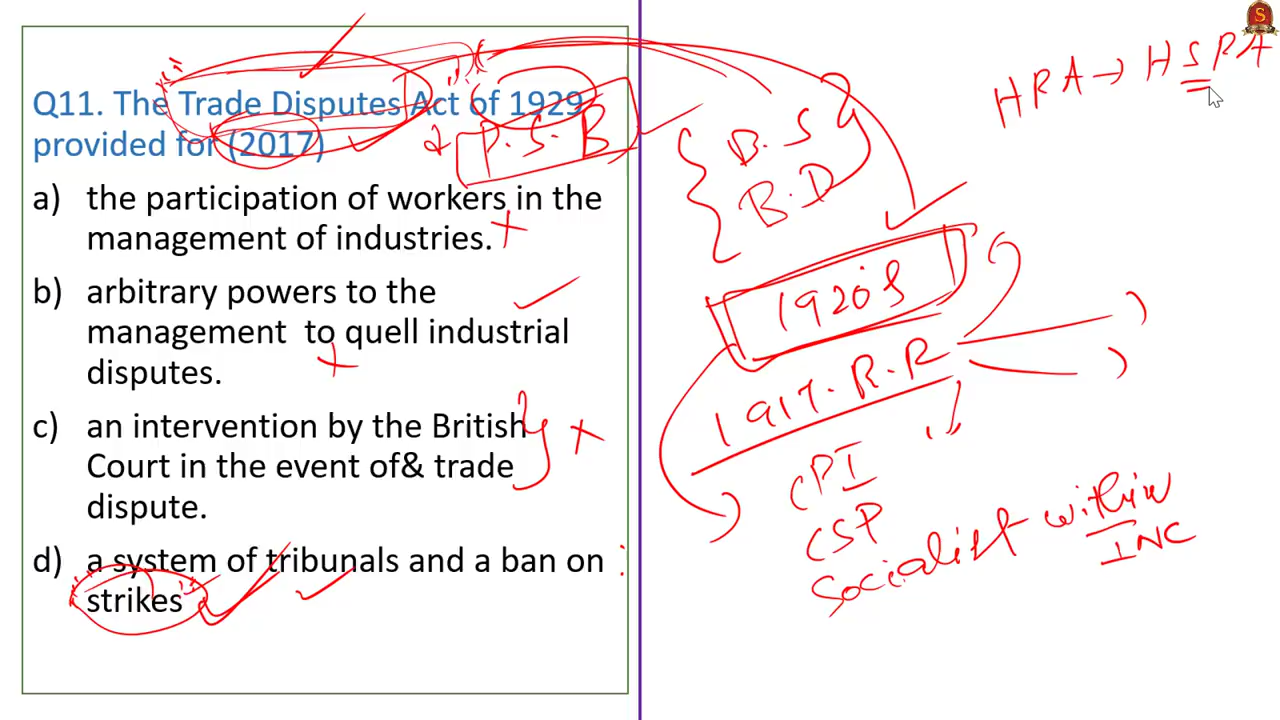 Q11. The Trade Disputes Act of 1929
provided for (2017)
& P.S.B
a) the participation of workers in the
management of industries.
b) arbitrary powers to the
management to quell industrial
disputes.
c) an intervention by the British
Court in the event of& trade
dispute.
d) a system of tribunals and a ban on
strikes
HRA → HSRA
B.S
B.D
1920s
1917. R.R
CPI
CSP
Socialist within
INC
S